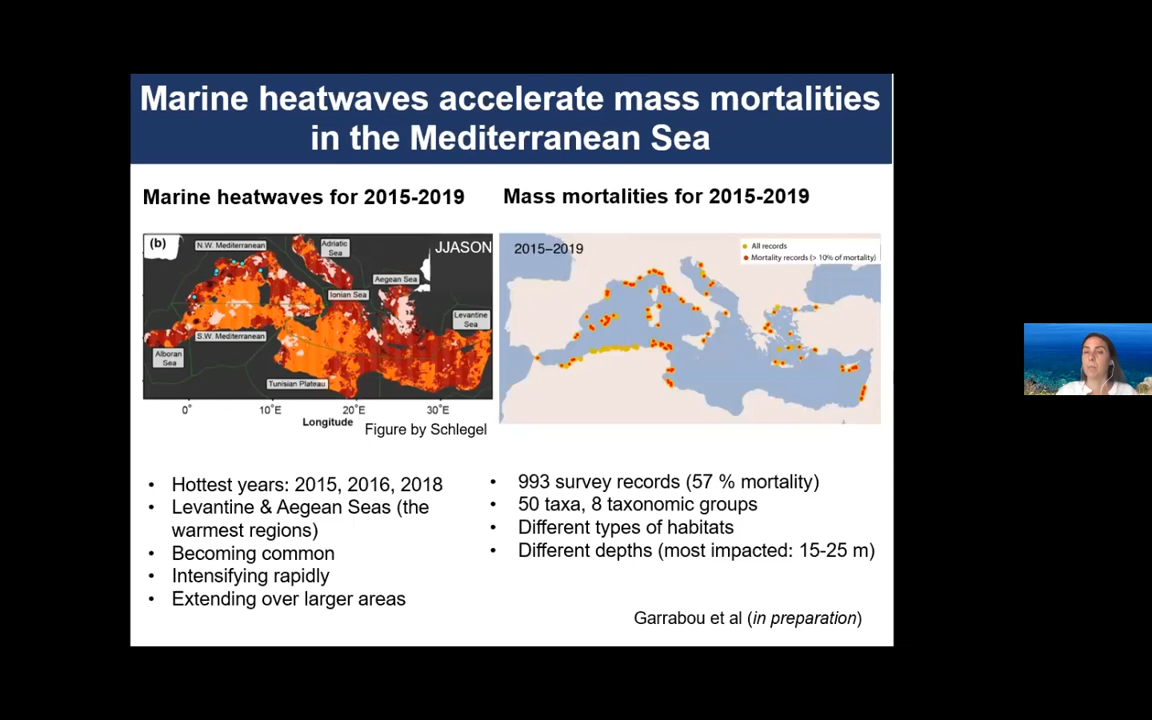 Marine heatwaves accelerate mass mortalities
in the Mediterranean Sea
Marine heatwaves for 2015-2019
(b)
N.W. Mediterranean
Adriatic
Sea
JJASON
Aegean Sea
Ionian Sea
Levantine
Sea
S.W. Mediterranean
Alboran
Sea
Tunisian Plateau
0°
10°E
20°E
30°E
Longitude
Figure by Schlegel
• Hottest years: 2015, 2016, 2018
• Levantine & Aegean Seas (the
warmest regions)
• Becoming common
• Intensifying rapidly
• Extending over larger areas
Mass mortalities for 2015-2019
2015–2019
All records
Mortality records (> 10% of mortality)
• 993 survey records (57 % mortality)
• 50 taxa, 8 taxonomic groups
• Different types of habitats
• Different depths (most impacted: 15-25 m)
Garrabou et al (in preparation)